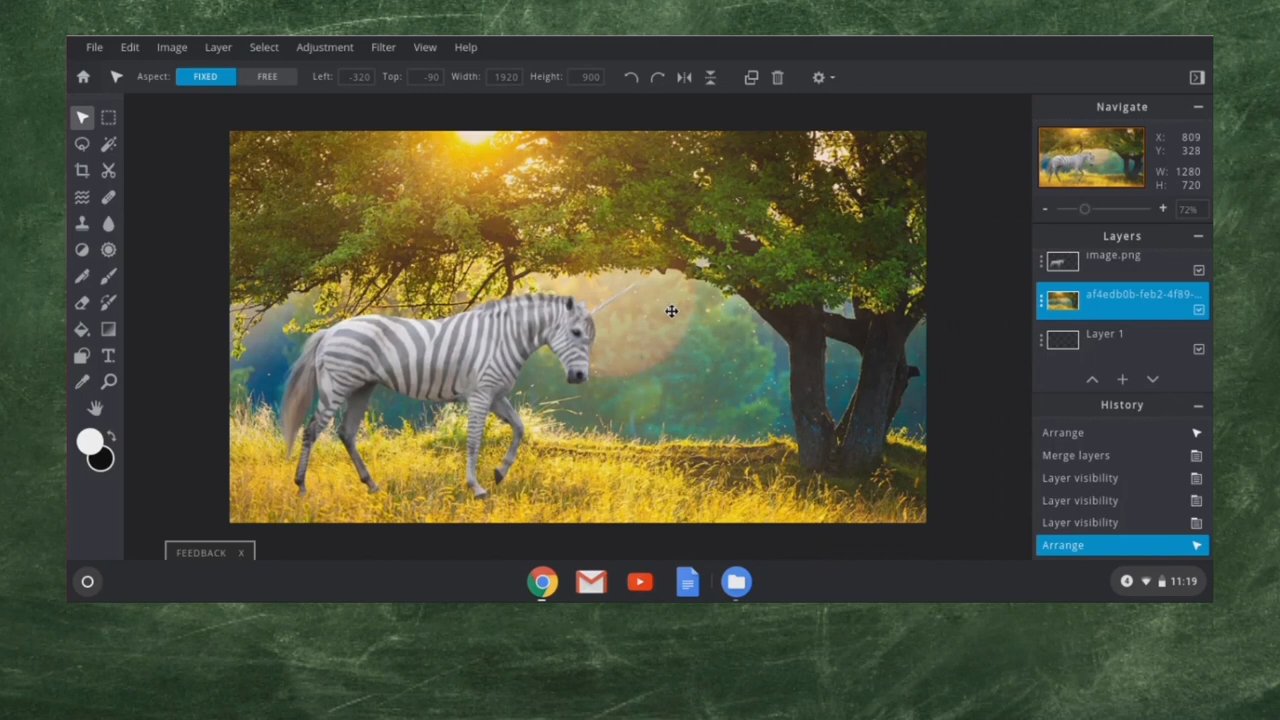 File Edit Image Layer Select Adjustment Filter View Help
Aspect: FIXED FREE Left: -320 Top: -90 Width: 1920 Height: 900
Navigate
X: 809
Y: 328
W: 1280
H: 720
- + 72%
Layers
image.png
af4edb0b-feb2-4f89-...
Layer 1
History
Arrange
Merge layers
Layer visibility
Layer visibility
Layer visibility
Arrange
T
FEEDBACK X
4 11:19